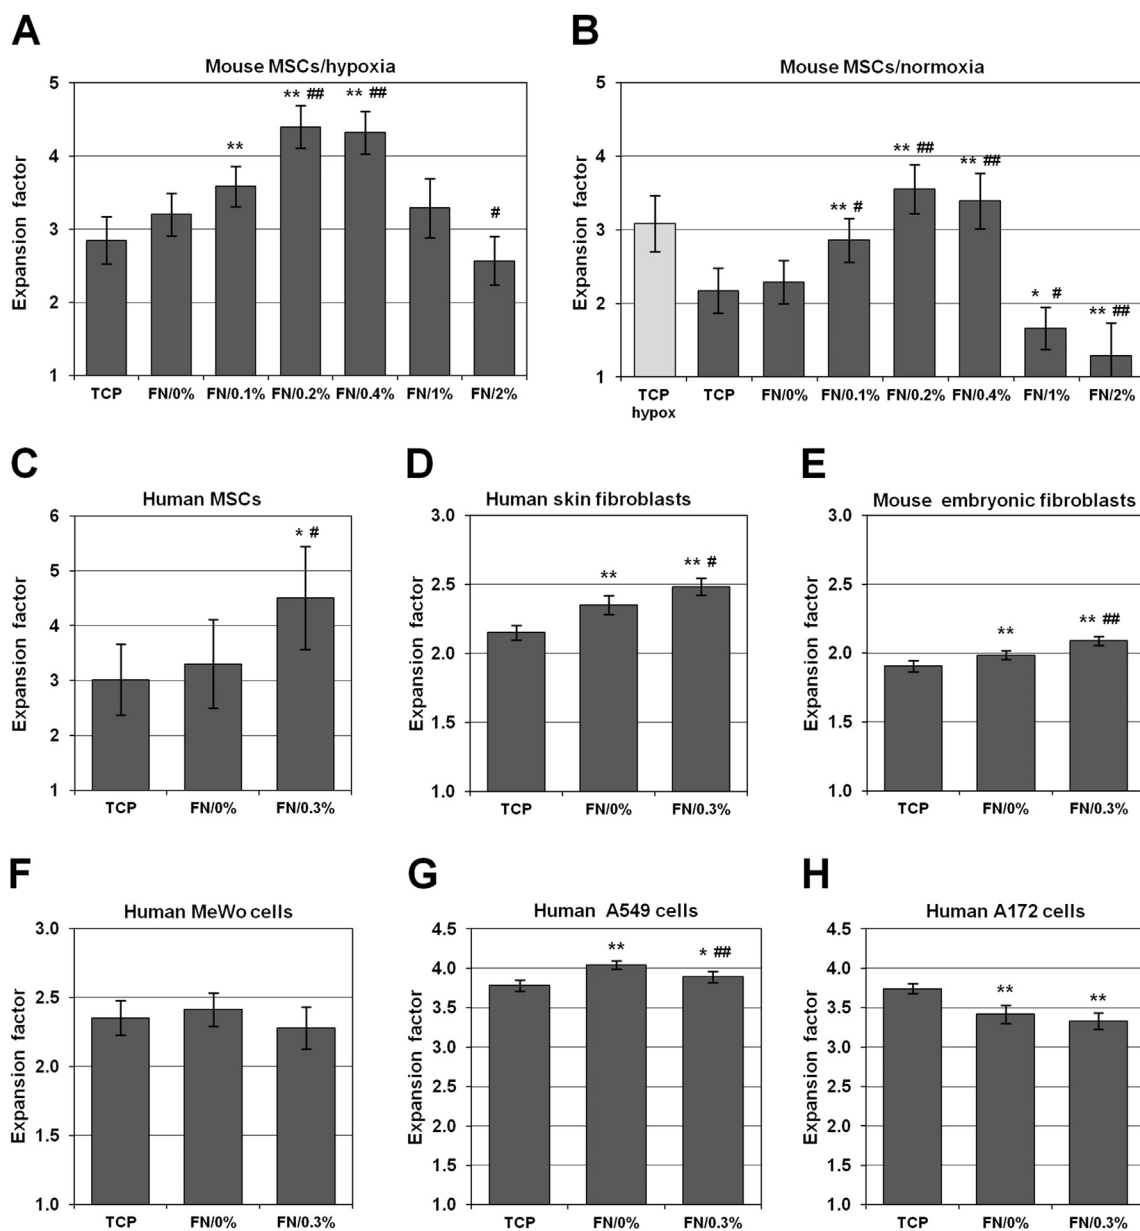 A
Mouse MSCs/hypoxia
Expansion factor
5
4
3
2
1
** ## ** ##
**
#
TCP FN/0% FN/0.1% FN/0.2% FN/0.4% FN/1% FN/2%
B
Mouse MSCs/normoxia
Expansion factor
5
4
3
2
1
** ## ** ##
** #
* # ** ##
TCP hypox
TCP FN/0% FN/0.1% FN/0.2% FN/0.4% FN/1% FN/2%
C
Human MSCs
Expansion factor
6
5
4
3
2
1
* #
TCP FN/0% FN/0.3%
D
Human skin fibroblasts
Expansion factor
3.0
2.5
2.0
1.5
1.0
** ** #
TCP FN/0% FN/0.3%
E
Mouse embryonic fibroblasts
Expansion factor
3.0
2.5
2.0
1.5
1.0
** ** ##
TCP FN/0% FN/0.3%
F
Human MeWo cells
Expansion factor
3.0
2.5
2.0
1.5
1.0
TCP FN/0% FN/0.3%
G
Human A549 cells
Expansion factor
4.5
4.0
3.5
3.0
2.5
2.0
1.5
1.0
** * ##
TCP FN/0% FN/0.3%
H
Human A172 cells
Expansion factor
4.5
4.0
3.5
3.0
2.5
2.0
1.5
1.0
** **
TCP FN/0% FN/0.3%